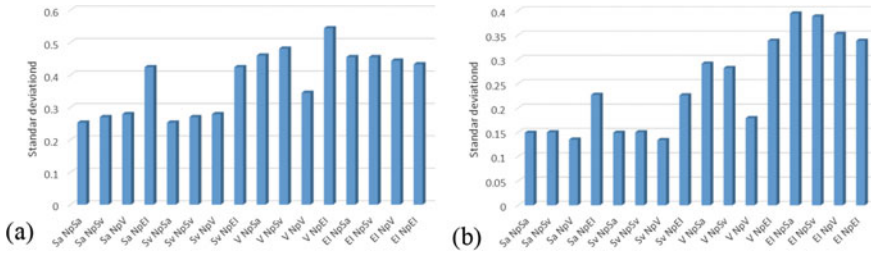 0.6
0.5
0.4
0.3
0.2
0.1
0
Standar deviationd
Sa NpSa
Sa NpSv
Sa NpV
Sa NpEl
Sv NpSa
Sv NpSv
Sv NpV
Sv NpEl
V NpSa
V NpSv
V NpV
V NpEl
El NpSa
El NpSv
El NpV
El NpEl
(a)
0.4
0.35
0.3
0.25
0.2
0.15
0.1
0.05
0
Standar deviationd
Sa NpSa
Sa NpSv
Sa NpV
Sa NpEl
Sv NpSa
Sv NpSv
Sv NpV
Sv NpEl
V NpSa
V NpSv
V NpV
V NpEl
El NpSa
El NpSv
El NpV
El NpEl
(b)